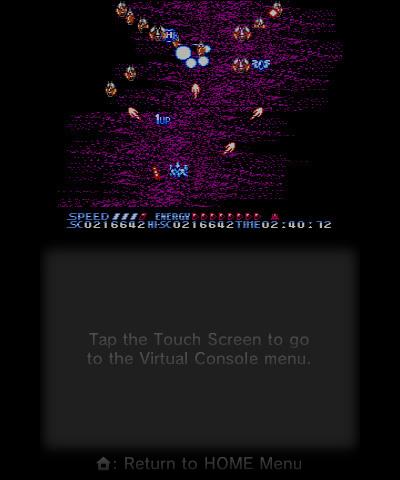 1UP
SPEED ENERGY
SC0216642 HI-SC0216642 TIME02:40:72
Tap the Touch Screen to go
to the Virtual Console menu.
: Return to HOME Menu